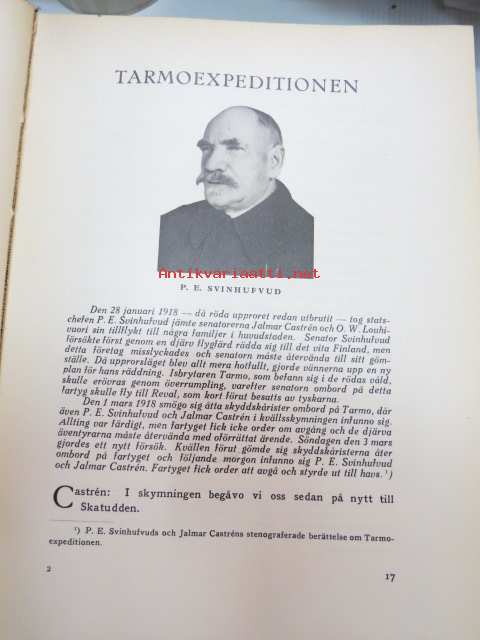 TARMOEXPEDITIONEN
Antikvariaatti.net
P. E. SVINHUFVUD
Den 28 januari 1918 — då röda upproret redan utbrutit — tog stats-
chefen P. E. Svinhufvud jämte senatorerna Jalmar Castrén och O. W. Louhi-
vuori sin tillflykt till några familjer i huvudstaden. Senator Svinhufvud
försökte först genom en djärv flygfärd rädda sig till det vita Finland, men
detta företag misslyckades och senatorn måste återvända till sitt göm-
ställe. Då upprorsläget blev allt mera hotfullt, gjorde vännerna upp en ny
plan för hans räddning. Isbrytaren Tarmo, som befann sig i de rödas våld,
skulle erövras genom överrumpling, varefter senatorn ombord på detta
fartyg skulle fly till Reval, som kort förut besatts av tyskarna.
Den 1 mars 1918 smögo sig åtta skyddskårister ombord på Tarmo, där
även P. E. Svinhufvud och Jalmar Castrén i kvällsskymningen infunno sig.
Allting var färdigt, men fartyget fick icke order om avgång och de djärva
äventyrarna måste återvända med oförrättat ärende. Söndagen den 3 mars
gjordes ett nytt försök. Kvällen förut gömde sig skyddskåristerna åter
ombord på fartyget och följande morgon infunno sig P. E. Svinhufvud
och Jalmar Castrén. Fartyget fick order att avgå och styrde ut till havs. ¹)
Castrén: I skymningen begåvo vi oss sedan på nytt till
Skatudden.
¹) P. E. Svinhufvuds och Jalmar Castréns stenograferade berättelse om Tarmo-
expeditionen.
2
17